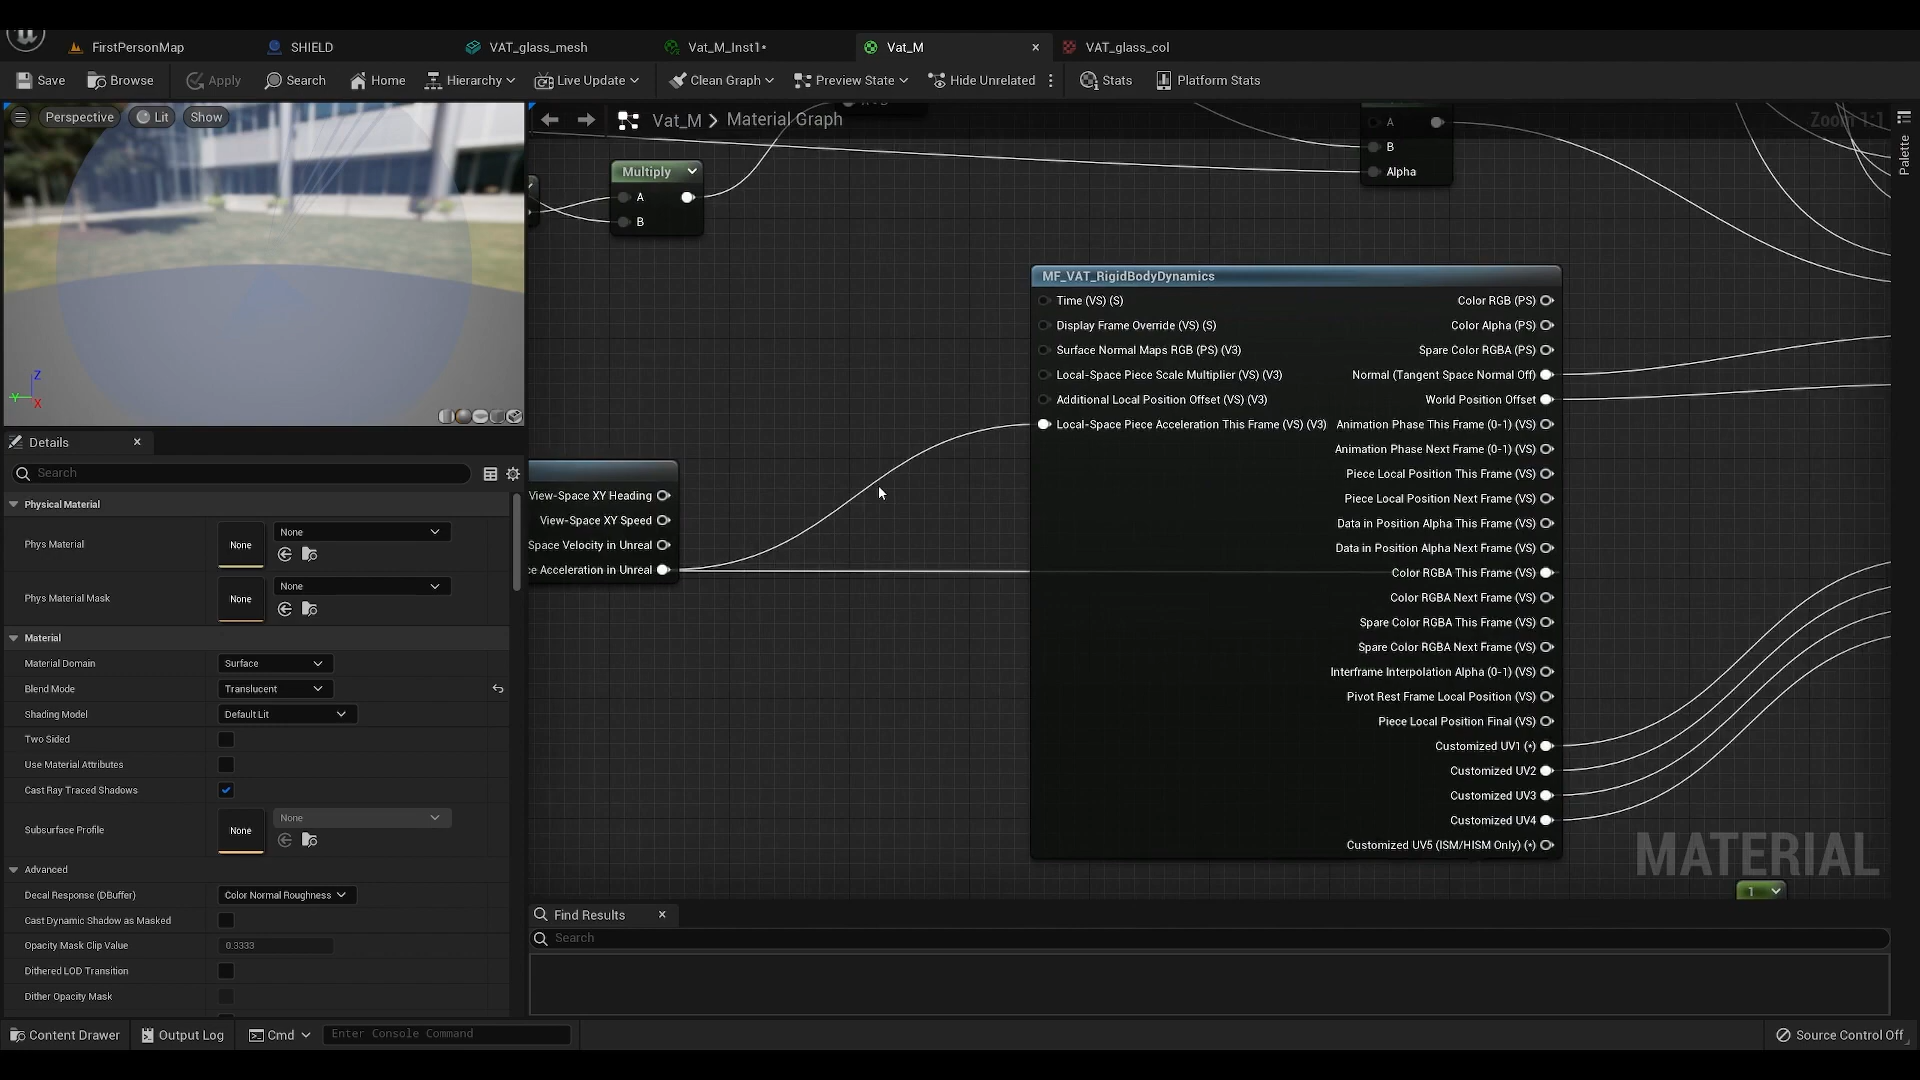 FirstPersonMap
SHIELD
VAT_glass_mesh
Vat_M_Inst1•
Vat_M
VAT_glass_col
Save
Browse
Apply
Search
Home
Hierarchy
Live Update
Clean Graph
Preview State
Hide Unrelated
Stats
Platform Stats
Perspective
Lit
Show
Vat_M > Material Graph
Zoom 1:1
Palette
Z
Y
X
Multiply
A
B
A
B
Alpha
MF_VAT_RigidBodyDynamics
Time (VS) (S)
Color RGB (PS)
Display Frame Override (VS) (S)
Color Alpha (PS)
Surface Normal Maps RGB (PS) (V3)
Spare Color RGBA (PS)
Local-Space Piece Scale Multiplier (VS) (V3)
Normal (Tangent Space Normal Off)
Additional Local Position Offset (VS) (V3)
World Position Offset
Local-Space Piece Acceleration This Frame (VS) (V3)
Animation Phase This Frame (0-1) (VS)
Animation Phase Next Frame (0-1) (VS)
Piece Local Position This Frame (VS)
Piece Local Position Next Frame (VS)
Data in Position Alpha This Frame (VS)
Data in Position Alpha Next Frame (VS)
Color RGBA This Frame (VS)
Color RGBA Next Frame (VS)
Spare Color RGBA This Frame (VS)
Spare Color RGBA Next Frame (VS)
Interframe Interpolation Alpha (0-1) (VS)
Pivot Rest Frame Local Position (VS)
Piece Local Position Final (VS)
Customized UV1 (•)
Customized UV2
Customized UV3
Customized UV4
Customized UV5 (ISM/HISM Only) (•)
View-Space XY Heading
View-Space XY Speed
Space Velocity in Unreal
ce Acceleration in Unreal
MATERIAL
1
Details
Search
Physical Material
Phys Material
None
None
Phys Material Mask
None
None
Material
Material Domain
Surface
Blend Mode
Translucent
Shading Model
Default Lit
Two Sided
Use Material Attributes
Cast Ray Traced Shadows
Subsurface Profile
None
None
Advanced
Decal Response (DBuffer)
Color Normal Roughness
Cast Dynamic Shadow as Masked
Opacity Mask Clip Value
0.3333
Dithered LOD Transition
Dither Opacity Mask
Find Results
Search
Content Drawer
Output Log
Cmd
Enter Console Command
Source Control Off